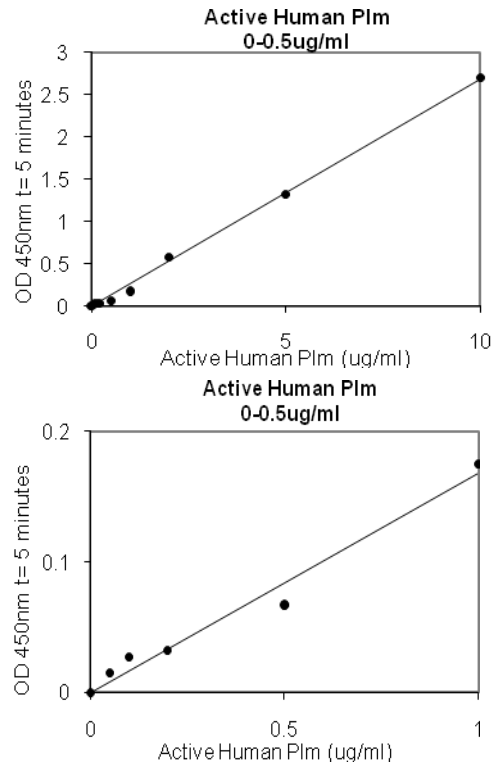 Active Human Plm
0-0.5ug/ml
OD 450nm t= 5 minutes
3
2.5
2
1.5
1
0.5
0
0
5
10
Active Human Plm (ug/ml)
Active Human Plm
0-0.5ug/ml
OD 450nm t= 5 minutes
0.2
0.1
0
0
0.5
1
Active Human Plm (ug/ml)